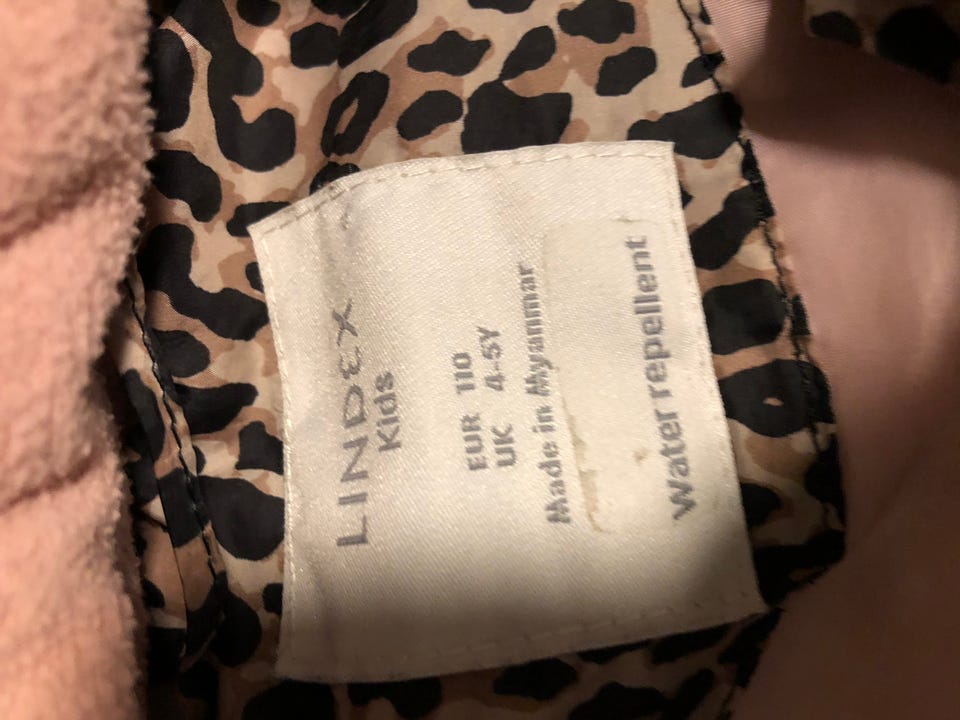 LINDEX
Kids
EUR 110
UK 4-5Y
Made in Myanmar
Water repellent